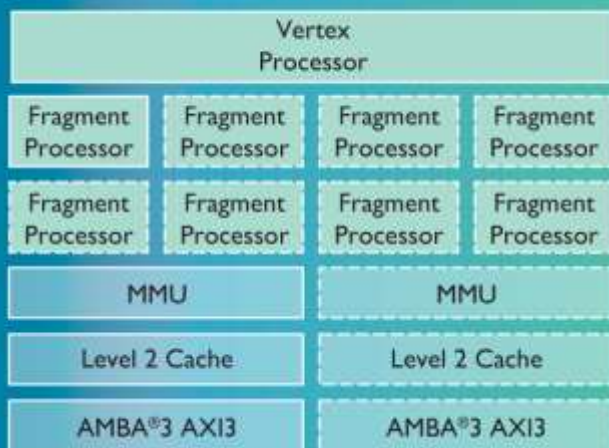 Vertex
Processor
Fragment
Processor
Fragment
Processor
Fragment
Processor
Fragment
Processor
Fragment
Processor
Fragment
Processor
Fragment
Processor
Fragment
Processor
MMU
MMU
Level 2 Cache
Level 2 Cache
AMBA®3 AXI3
AMBA®3 AXI3